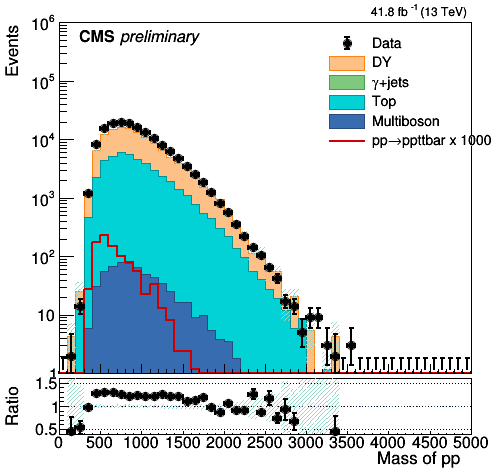 41.8 fb⁻¹ (13 TeV)
CMS preliminary
Events
10⁶
10⁵
10⁴
10³
10²
10
1
Data
DY
γ+jets
Top
Multiboson
pp→ppttbar x 1000
Ratio
1.5
1
0.5
0 500 1000 1500 2000 2500 3000 3500 4000 4500 5000
Mass of pp